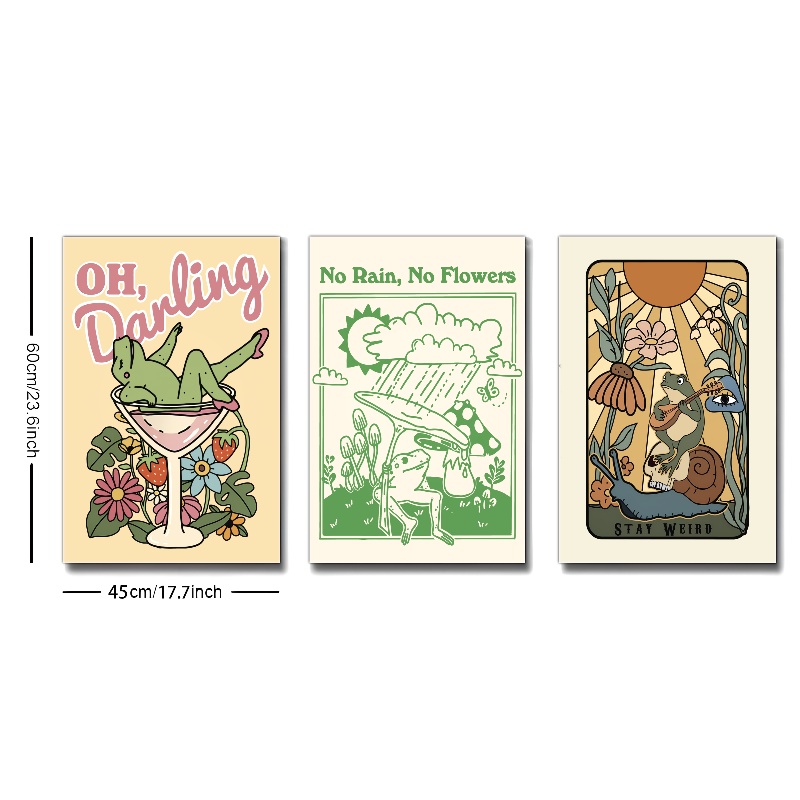 60cm/23.6inch
OH,
Darling
No Rain, No Flowers
STAY WEIRD
45cm/17.7inch